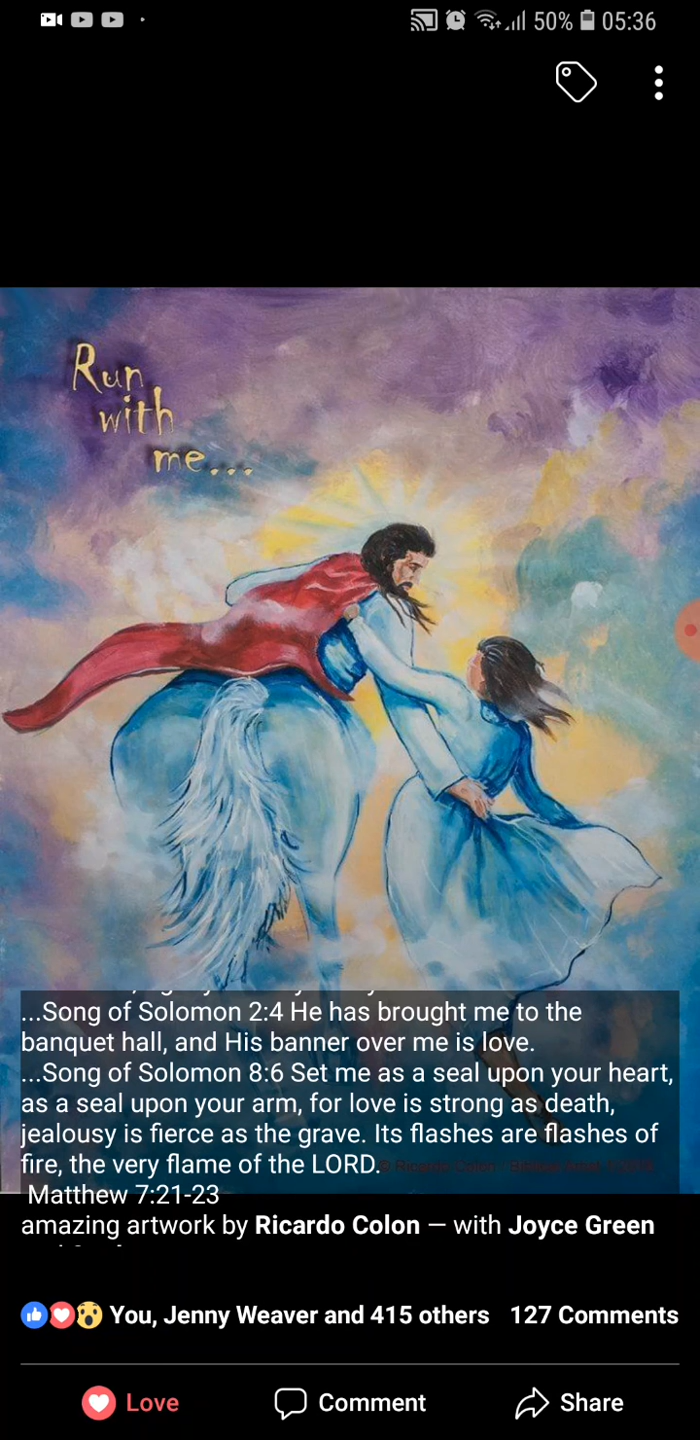 50% 05:36
Run
with
me...
...Song of Solomon 2:4 He has brought me to the
banquet hall, and His banner over me is love.
...Song of Solomon 8:6 Set me as a seal upon your heart,
as a seal upon your arm, for love is strong as death,
jealousy is fierce as the grave. Its flashes are flashes of
fire, the very flame of the LORD.
© Ricardo Colon
Matthew 7:21-23
amazing artwork by Ricardo Colon — with Joyce Green
You, Jenny Weaver and 415 others 127 Comments
Love Comment Share